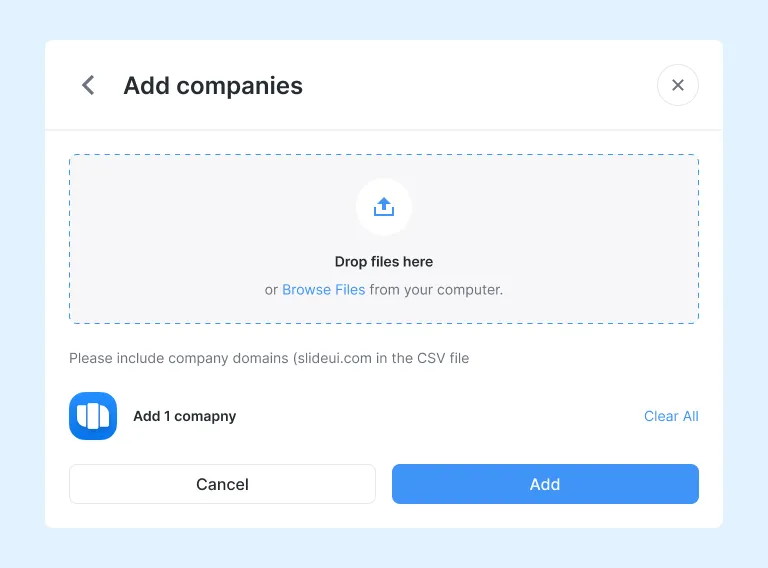 Add companies
Drop files here
or Browse Files from your computer.
Please include company domains (slideui.com in the CSV file
Add 1 comapny
Clear All
Cancel
Add